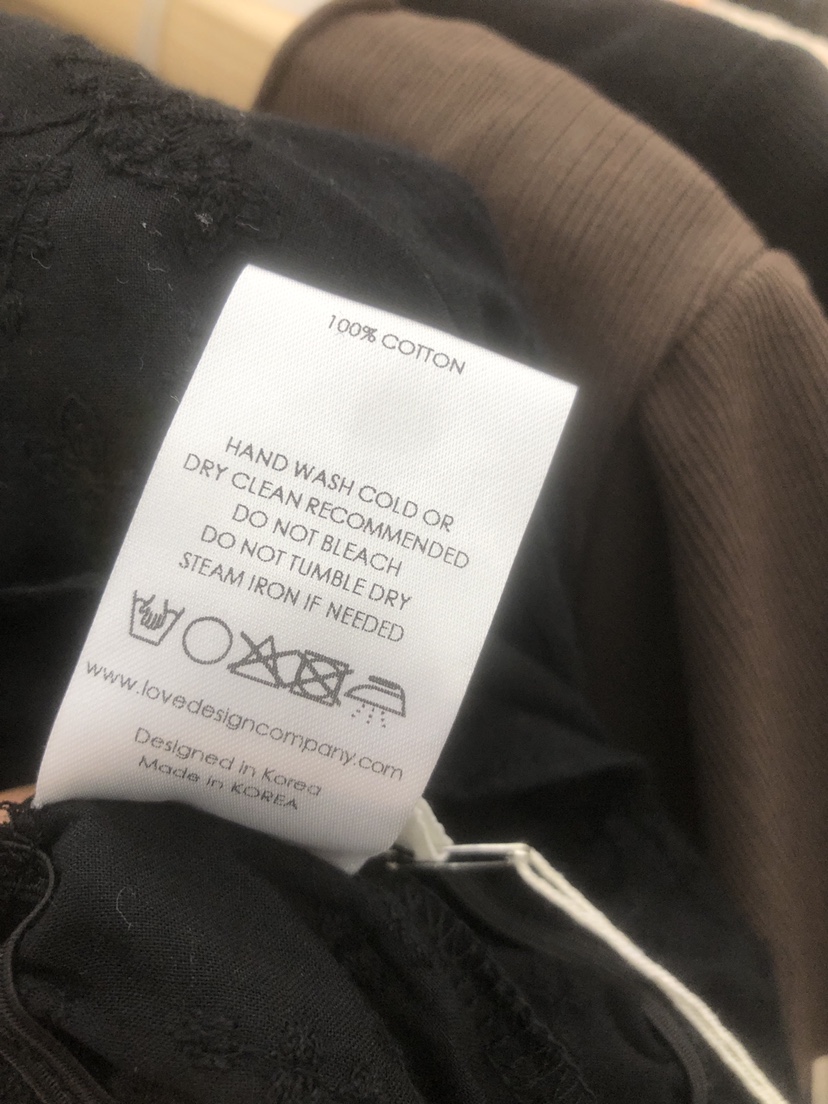 100% COTTON
HAND WASH COLD OR
DRY CLEAN RECOMMENDED
DO NOT BLEACH
DO NOT TUMBLE DRY
STEAM IRON IF NEEDED
www.lovedesigncompany.com
Designed in Korea
Made in KOREA